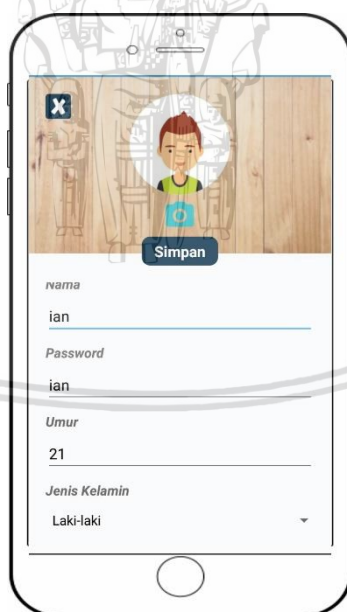 X
Simpan
Nama
ian
Password
ian
Umur
21
Jenis Kelamin
Laki-laki